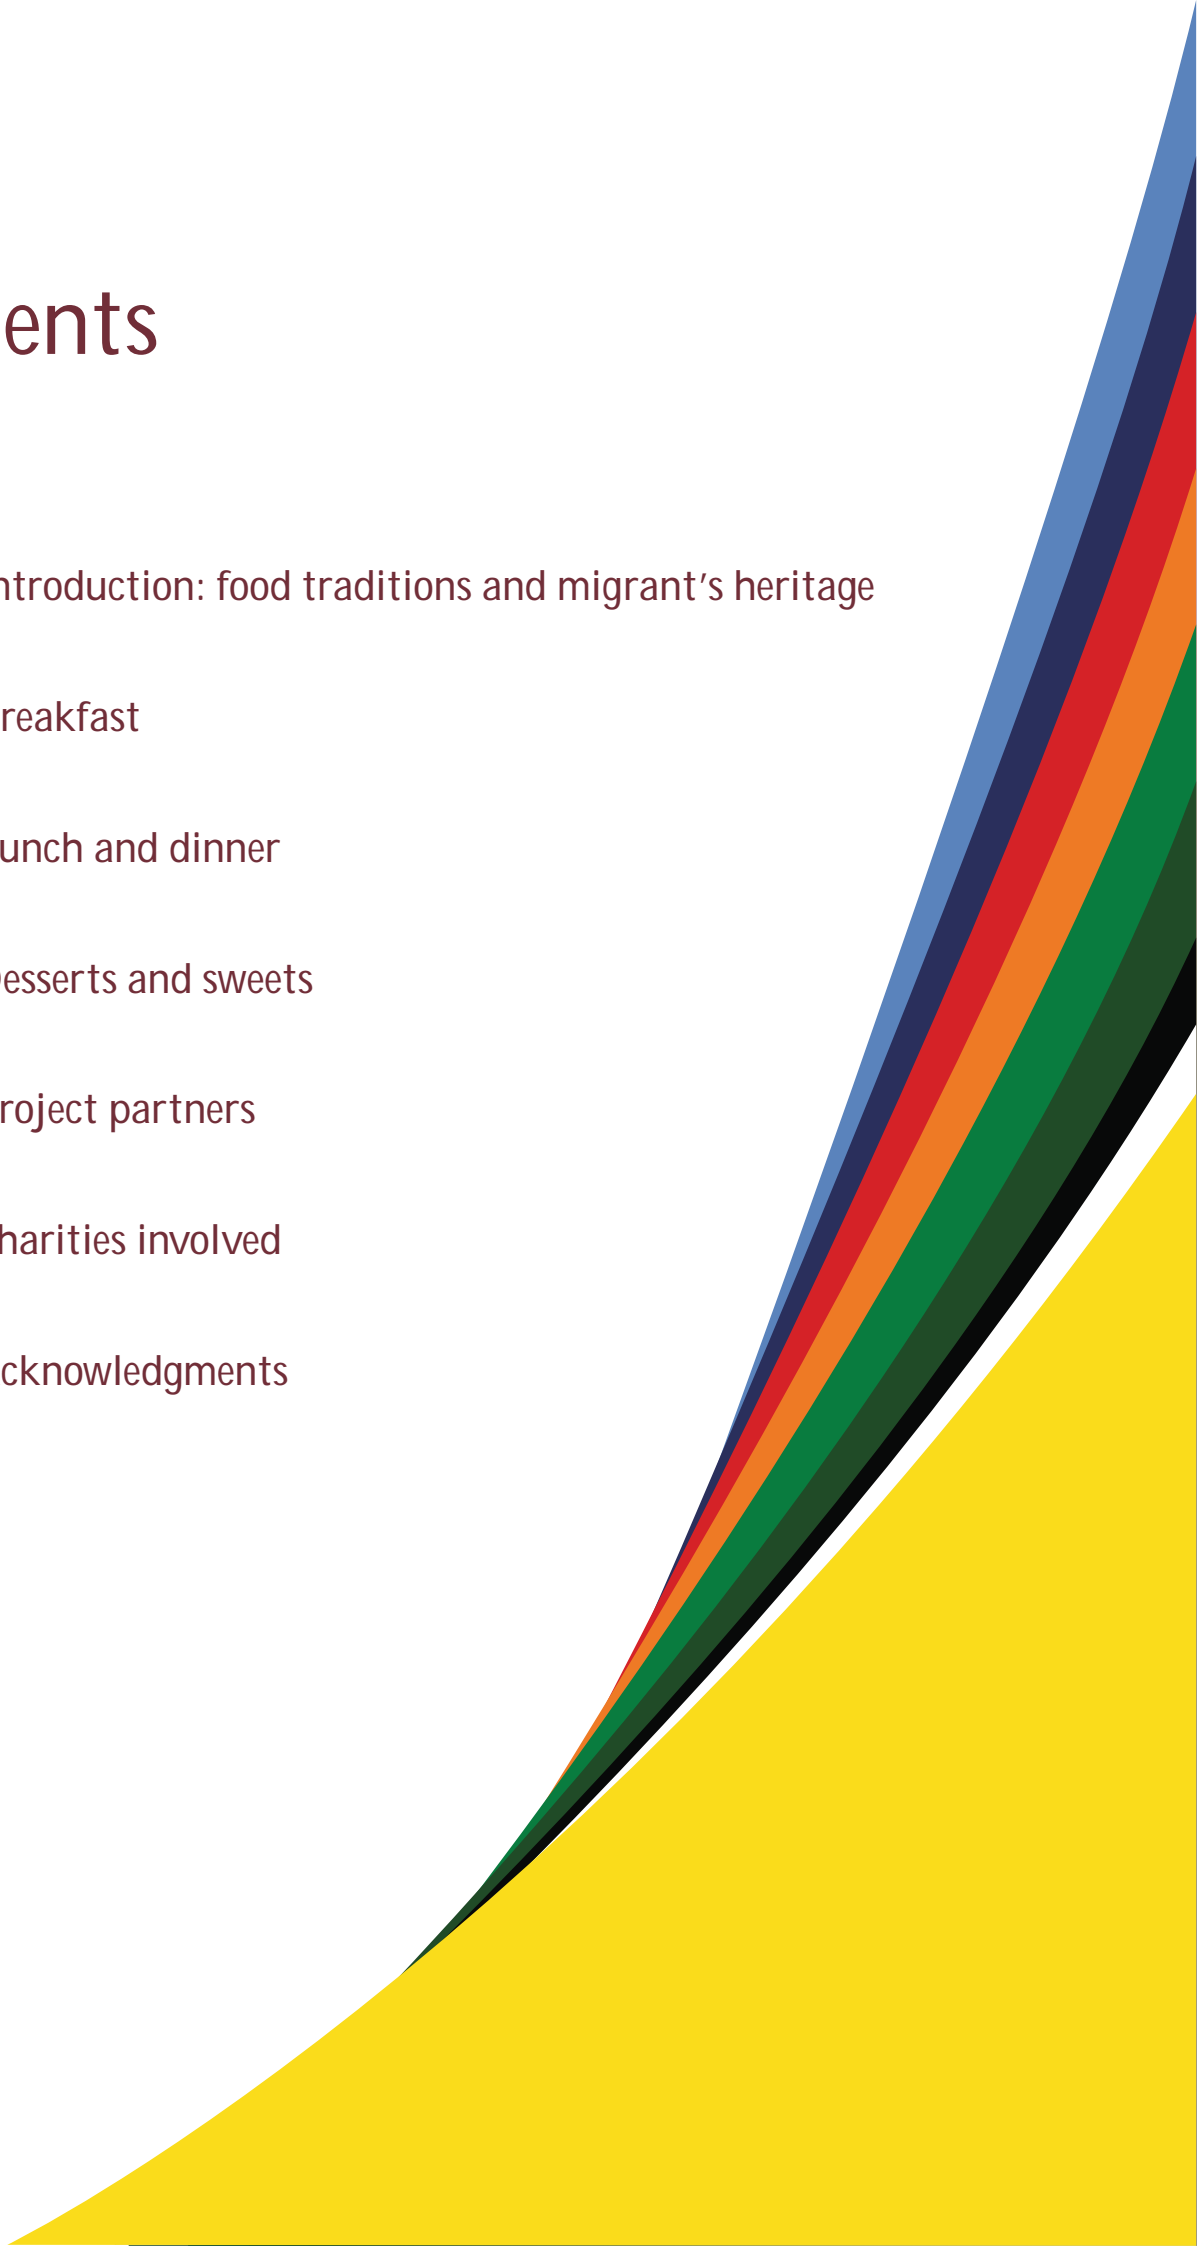 ents
ntroduction: food traditions and migrant's heritage
reakfast
unch and dinner
esserts and sweets
roject partners
harities involved
cknowledgments